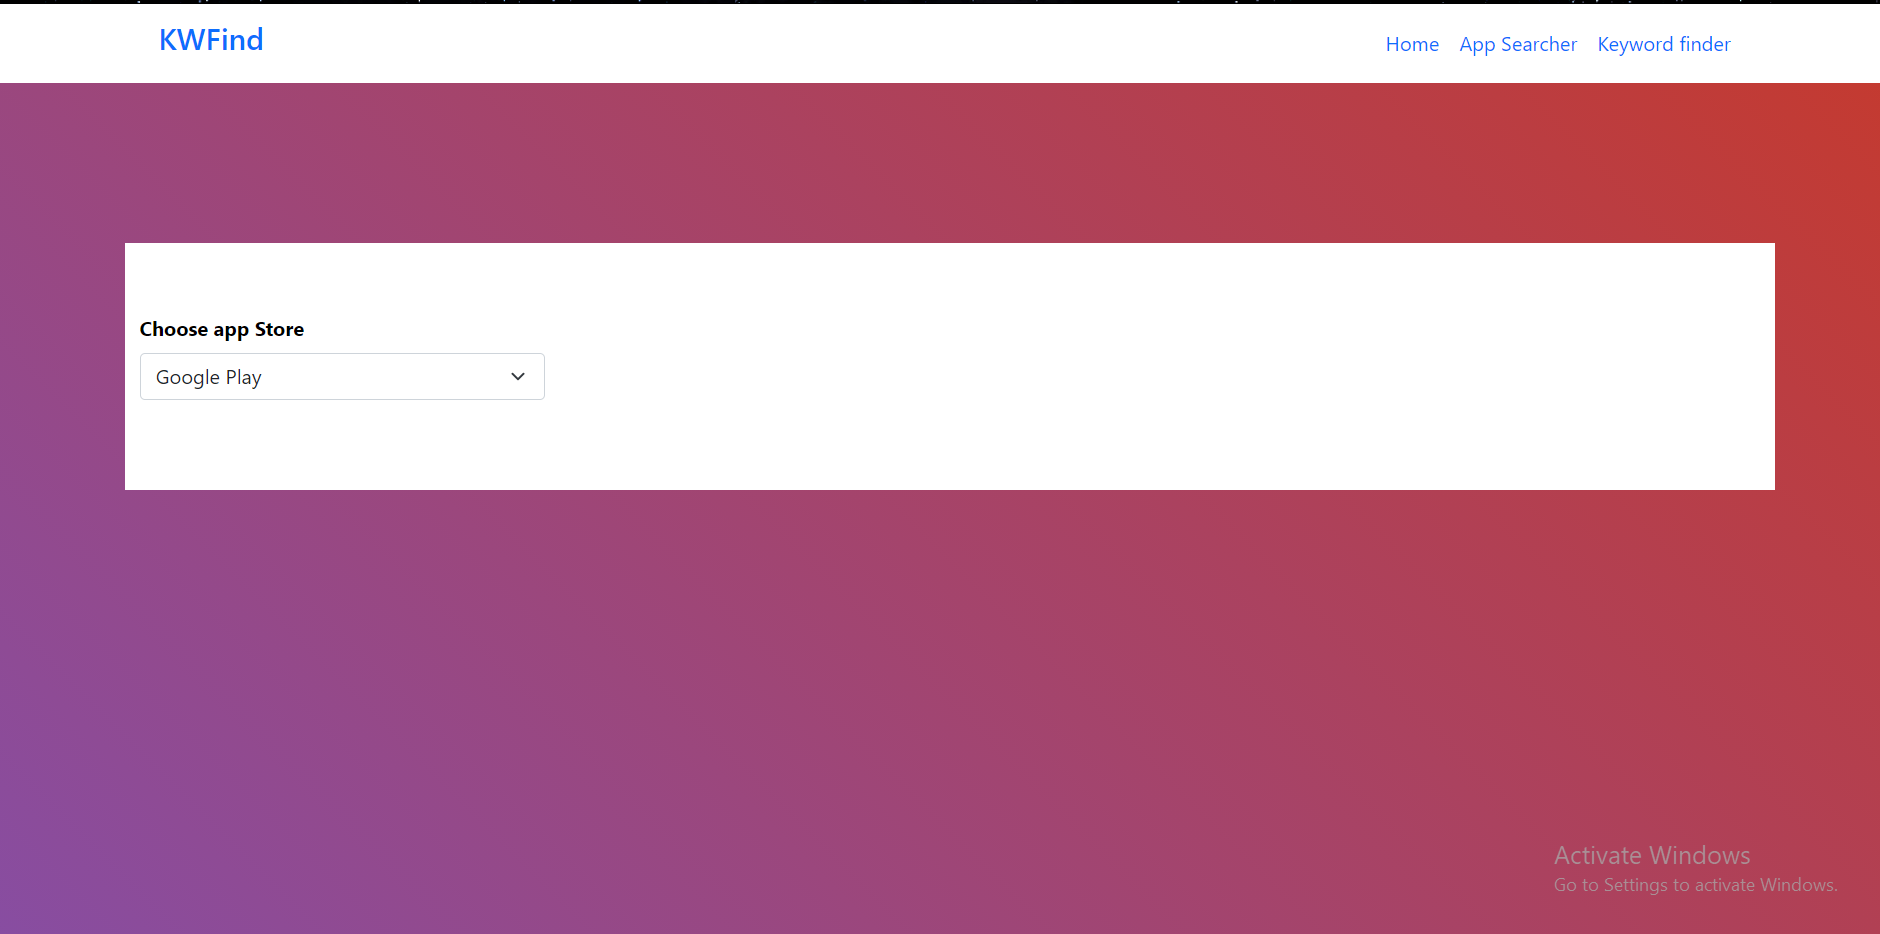 KWFind
Home App Searcher Keyword finder
Choose app Store
Google Play
Activate Windows
Go to Settings to activate Windows.